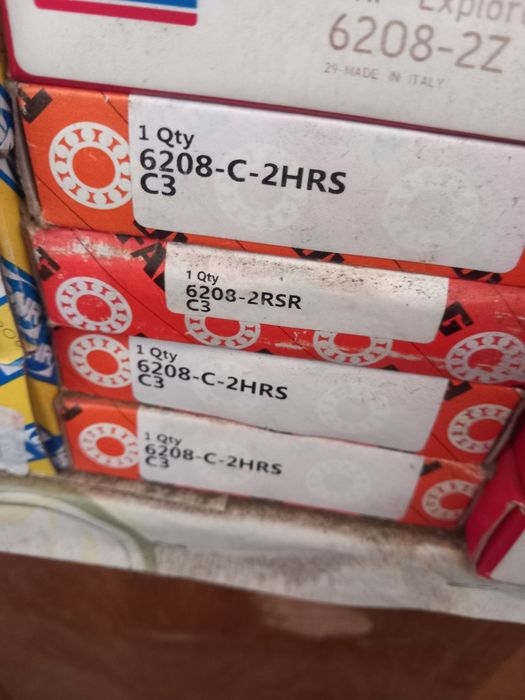 Explor
6208-2Z
29-MADE IN ITALY
1 Qty
6208-C-2HRS
C3
1 Qty
6208-2RSR
C3
1 Qty
6208-C-2HRS
C3
1 Qty
6208-C-2HRS
C3